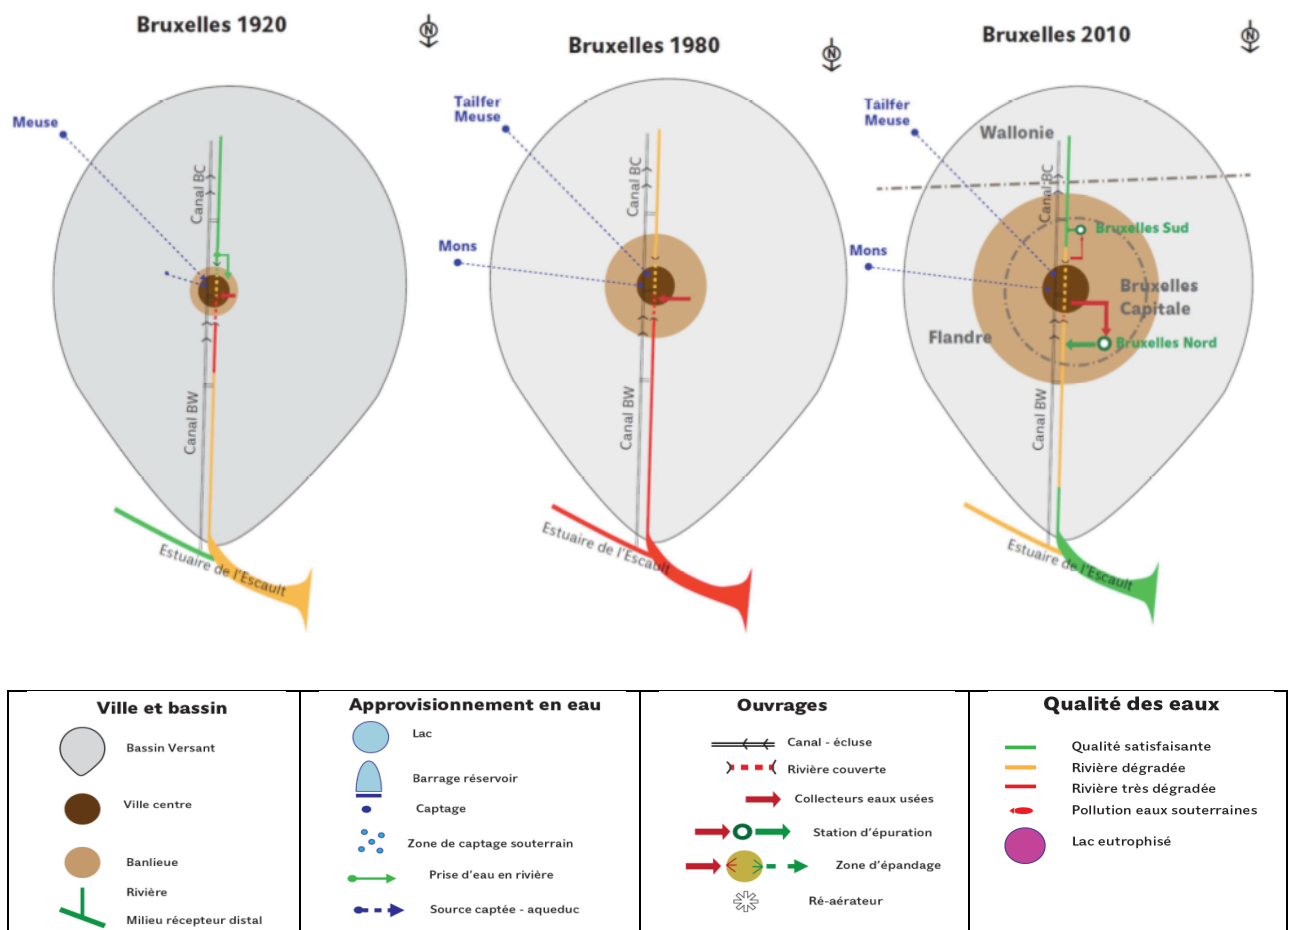 Bruxelles 1920
N
Meuse
Canal BC
Canal BW
Estuaire de l'Escault
Bruxelles 1980
N
Tailfer
Meuse
Mons
Canal BC
Canal BW
Estuaire de l'Escault
Bruxelles 2010
N
Tailfer
Meuse
Mons
Wallonie
Canal BC
Bruxelles Sud
Bruxelles
Capitale
Flandre
Bruxelles Nord
Canal BW
Estuaire de l'Escault
Ville et bassin
Bassin Versant
Ville centre
Banlieue
Rivière
Milieu récepteur distal
Approvisionnement en eau
Lac
Barrage réservoir
Captage
Zone de captage souterrain
Prise d'eau en rivière
Source captée - aqueduc
Ouvrages
Canal - écluse
Rivière couverte
Collecteurs eaux usées
Station d'épuration
Zone d'épandage
Ré-aérateur
Qualité des eaux
Qualité satisfaisante
Rivière dégradée
Rivière très dégradée
Pollution eaux souterraines
Lac eutrophisé